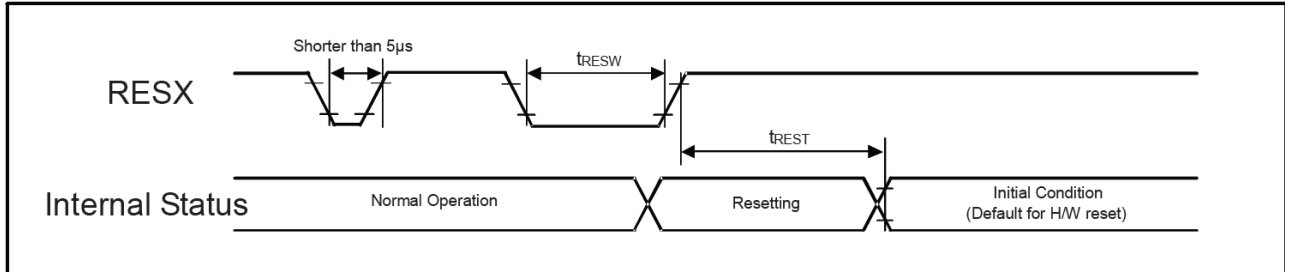 Shorter than 5μs
tRESW
RESX
tREST
Internal Status
Normal Operation
Resetting
Initial Condition
(Default for H/W reset)